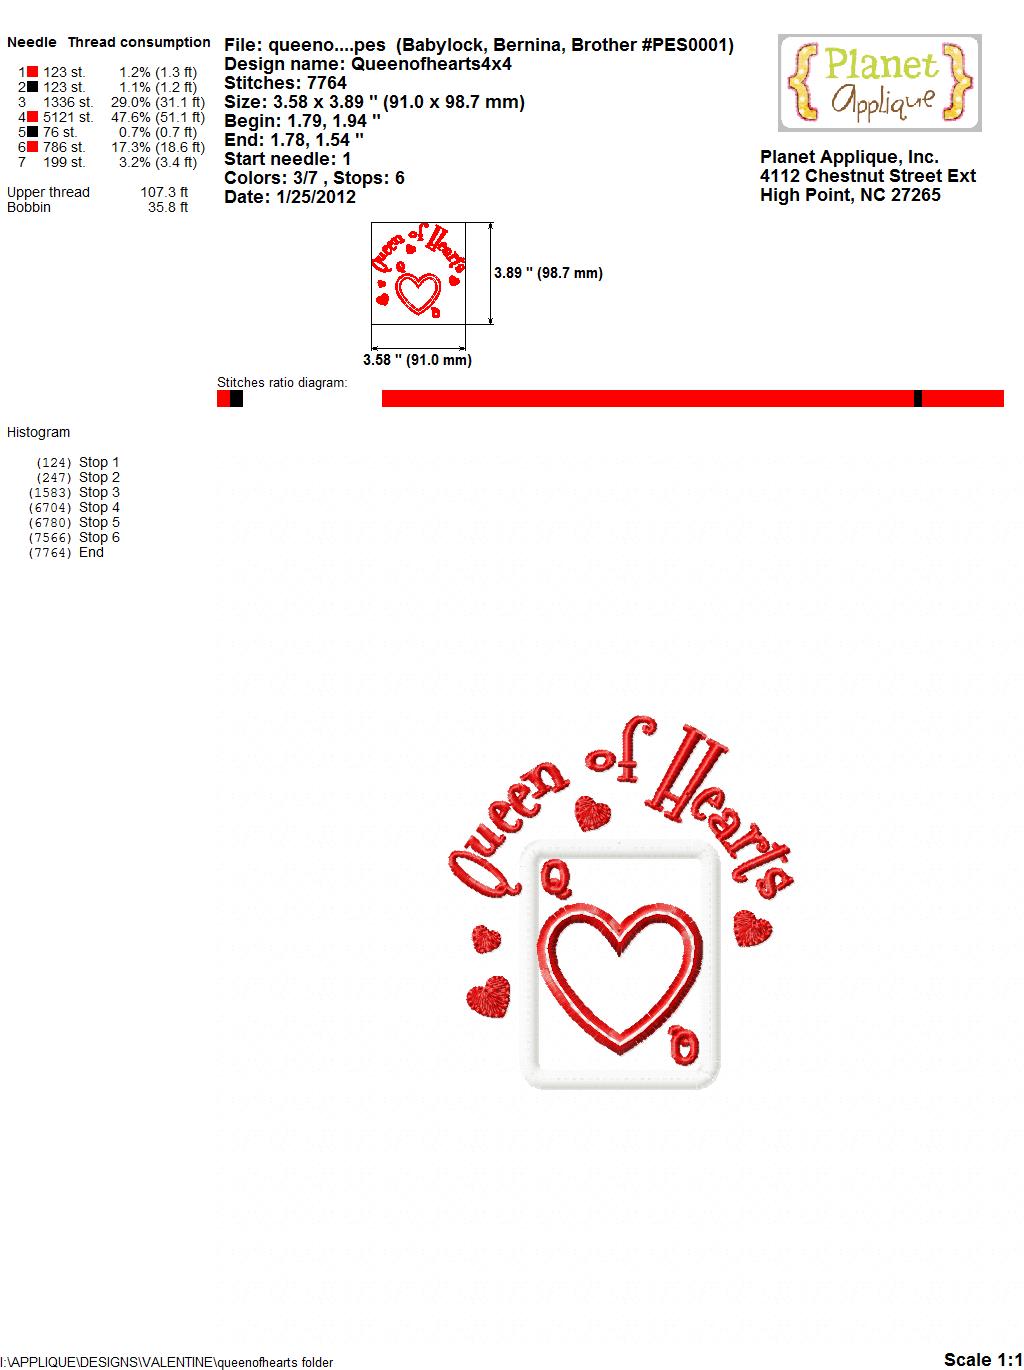 Needle Thread consumption
1 123 st. 1.2% (1.3 ft)
2 123 st. 1.1% (1.2 ft)
3 1336 st. 29.0% (31.1 ft)
4 5121 st. 47.6% (51.1 ft)
5 76 st. 0.7% (0.7 ft)
6 786 st. 17.3% (18.6 ft)
7 199 st. 3.2% (3.4 ft)
Upper thread 107.3 ft
Bobbin 35.8 ft
File: queeno....pes (Babylock, Bernina, Brother #PES0001)
Design name: Queenofhearts4x4
Stitches: 7764
Size: 3.58 x 3.89 " (91.0 x 98.7 mm)
Begin: 1.79, 1.94 "
End: 1.78, 1.54 "
Start needle: 1
Colors: 3/7 , Stops: 6
Date: 1/25/2012
Planet
Applique
Planet Applique, Inc.
4112 Chestnut Street Ext
High Point, NC 27265
Queen of Hearts
Q
Q
3.89 " (98.7 mm)
3.58 " (91.0 mm)
Stitches ratio diagram:
Histogram
(124) Stop 1
(247) Stop 2
(1583) Stop 3
(6704) Stop 4
(6780) Stop 5
(7566) Stop 6
(7764) End
Queen of Hearts
Q
Q
I:\APPLIQUE\DESIGNS\VALENTINE\queenofhearts folder
Scale 1:1